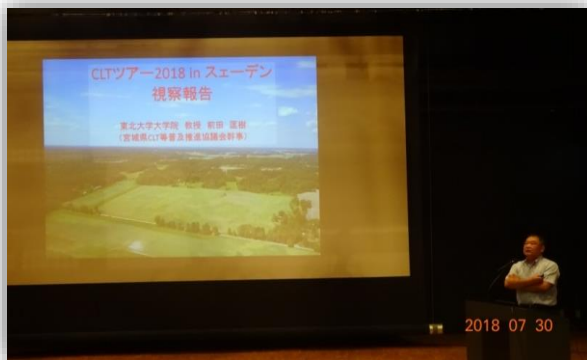 CLTツアー2018 in スェーデン
視察報告
東北大学大学院 教授 前田 匡樹
(宮城県CLT等普及推進協議会幹事)
2018 07 30